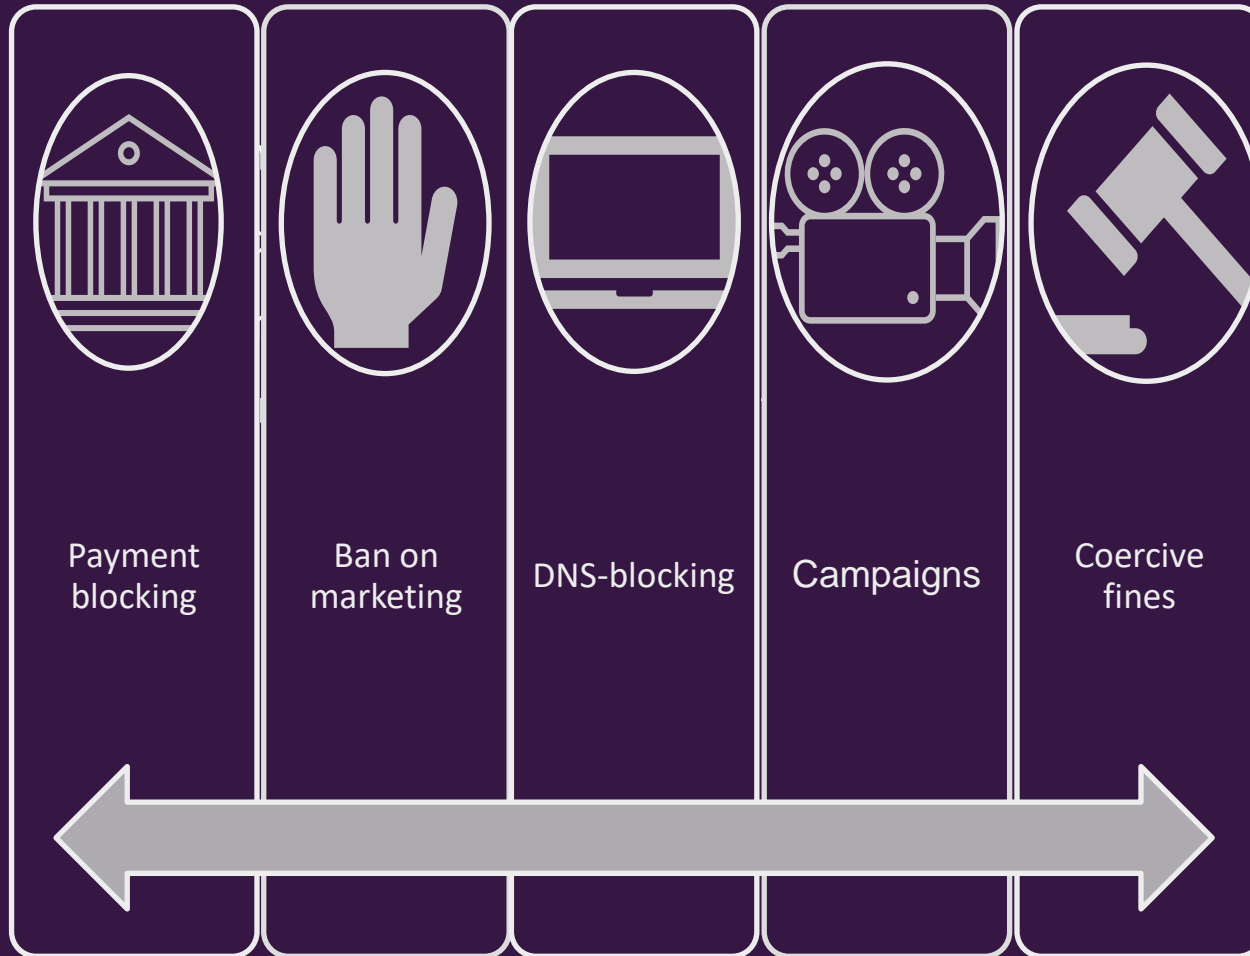 Payment
blocking
Ban on
marketing
DNS-blocking
Campaigns
Coercive
fines